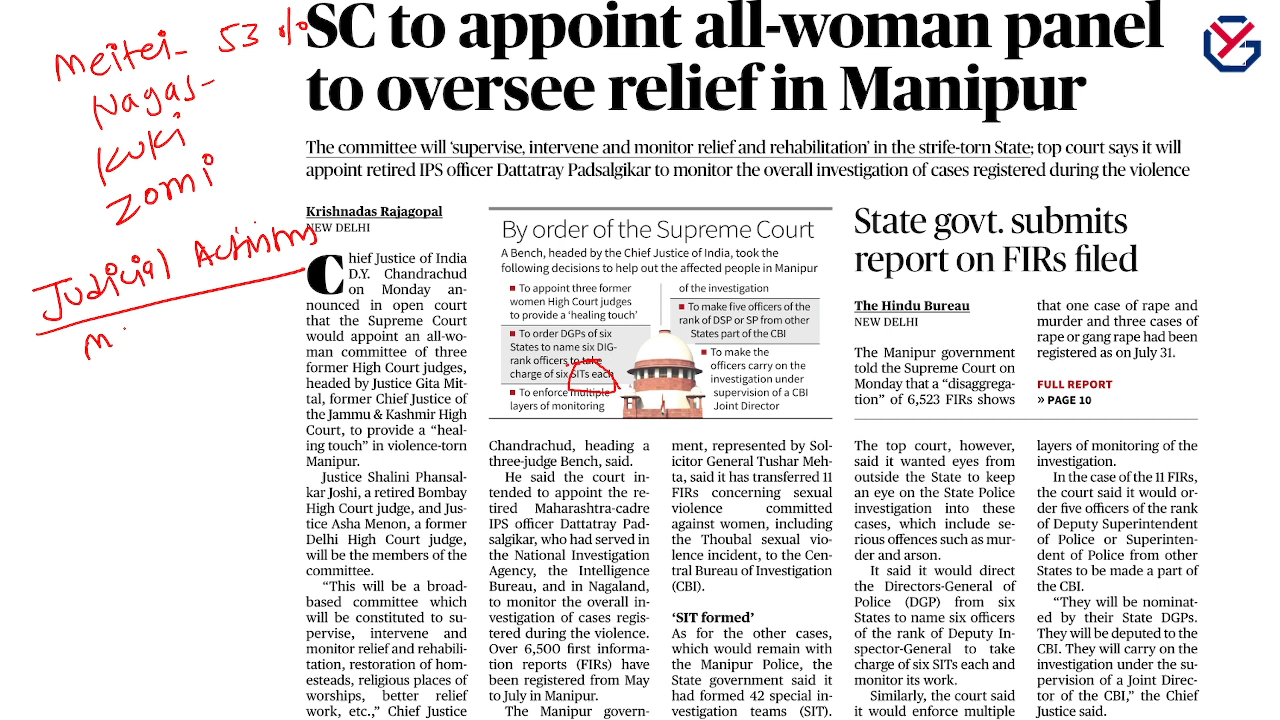 Meitei- 53 %
Nagas-
Kuki
Zomi
Judicial Activism
M
SC to appoint all-woman panel
to oversee relief in Manipur
The committee will ‘supervise, intervene and monitor relief and rehabilitation’ in the strife-torn State; top court says it will
appoint retired IPS officer Dattatray Padsalgikar to monitor the overall investigation of cases registered during the violence
Krishnadas Rajagopal
NEW DELHI
Chief Justice of India
D.Y. Chandrachud
on Monday an-
nounced in open court
that the Supreme Court
would appoint an all-wo-
man committee of three
former High Court judges,
headed by Justice Gita Mit-
tal, former Chief Justice of
the Jammu & Kashmir High
Court, to provide a “heal-
ing touch” in violence-torn
Manipur.
Justice Shalini Phansal-
kar Joshi, a retired Bombay
High Court judge, and Jus-
tice Asha Menon, a former
Delhi High Court judge,
will be the members of the
committee.
“This will be a broad-
based committee which
will be constituted to su-
pervise, intervene and
monitor relief and rehabili-
tation, restoration of hom-
esteads, religious places of
worships, better relief
work, etc.,” Chief Justice
By order of the Supreme Court
A Bench, headed by the Chief Justice of India, took the
following decisions to help out the affected people in Manipur
■ To appoint three former
women High Court judges
to provide a ‘healing touch’
■ To order DGPs of six
States to name six DIG-
rank officers to take
charge of six SITs each
■ To enforce multiple
layers of monitoring
of the investigation
■ To make five officers of the
rank of DSP or SP from other
States part of the CBI
■ To make the
officers carry on the
investigation under
supervision of a CBI
Joint Director
Chandrachud, heading a
three-judge Bench, said.
He said the court in-
tended to appoint the re-
tired Maharashtra-cadre
IPS officer Dattatray Pad-
salgikar, who had served in
the National Investigation
Agency, the Intelligence
Bureau, and in Nagaland,
to monitor the overall in-
vestigation of cases regis-
tered during the violence.
Over 6,500 first informa-
tion reports (FIRs) have
been registered from May
to July in Manipur.
The Manipur govern-
ment, represented by Sol-
icitor General Tushar Meh-
ta, said it has transferred 11
FIRs concerning sexual
violence committed
against women, including
the Thoubal sexual vio-
lence incident, to the Cen-
tral Bureau of Investigation
(CBI).
‘SIT formed’
As for the other cases,
which would remain with
the Manipur Police, the
State government said it
had formed 42 special in-
vestigation teams (SIT).
State govt. submits
report on FIRs filed
The Hindu Bureau
NEW DELHI
The Manipur government
told the Supreme Court on
Monday that a “disaggrega-
tion” of 6,523 FIRs shows
that one case of rape and
murder and three cases of
rape or gang rape had been
registered as on July 31.
FULL REPORT
» PAGE 10
The top court, however,
said it wanted eyes from
outside the State to keep
an eye on the State Police
investigation into these
cases, which include se-
rious offences such as mur-
der and arson.
It said it would direct
the Directors-General of
Police (DGP) from six
States to name six officers
of the rank of Deputy In-
spector-General to take
charge of six SITs each and
monitor its work.
Similarly, the court said
it would enforce multiple
layers of monitoring of the
investigation.
In the case of the 11 FIRs,
the court said it would or-
der five officers of the rank
of Deputy Superintendent
of Police or Superinten-
dent of Police from other
States to be made a part of
the CBI.
“They will be nominat-
ed by their State DGPs.
They will be deputed to the
CBI. They will carry on the
investigation under the su-
pervision of a Joint Direc-
tor of the CBI,” the Chief
Justice said.